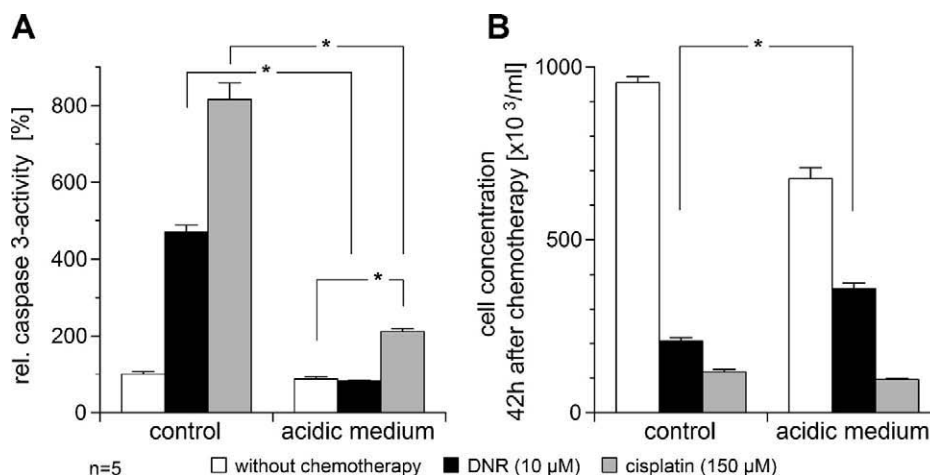 A
rel. caspase 3-activity [%]
800
600
400
200
0
*
*
*
control
acidic medium
B
cell concentration
42h after chemotherapy [x10 3/ml]
1000
500
0
*
control
acidic medium
n=5
without chemotherapy
DNR (10 µM)
cisplatin (150 µM)